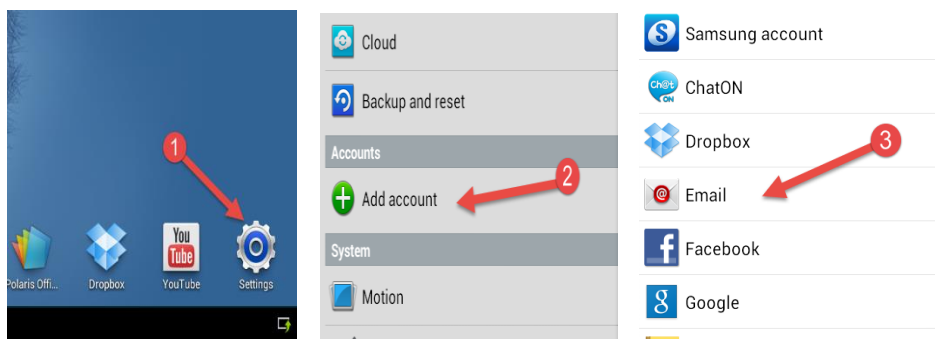 1
You
Tube
Polaris Offi...
Dropbox
YouTube
Settings
Cloud
Backup and reset
Accounts
2
Add account
System
Motion
S
Samsung account
Ch@t
ON
ChatON
Dropbox
3
@
Email
f
Facebook
g
Google